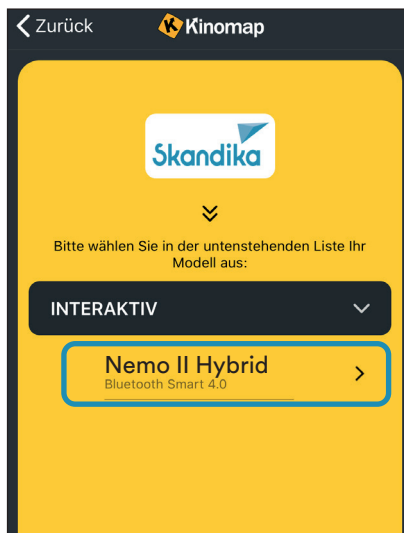 Zurück
Kinomap
Skandika
Bitte wählen Sie in der untenstehenden Liste Ihr
Modell aus:
INTERAKTIV
Nemo II Hybrid
Bluetooth Smart 4.0